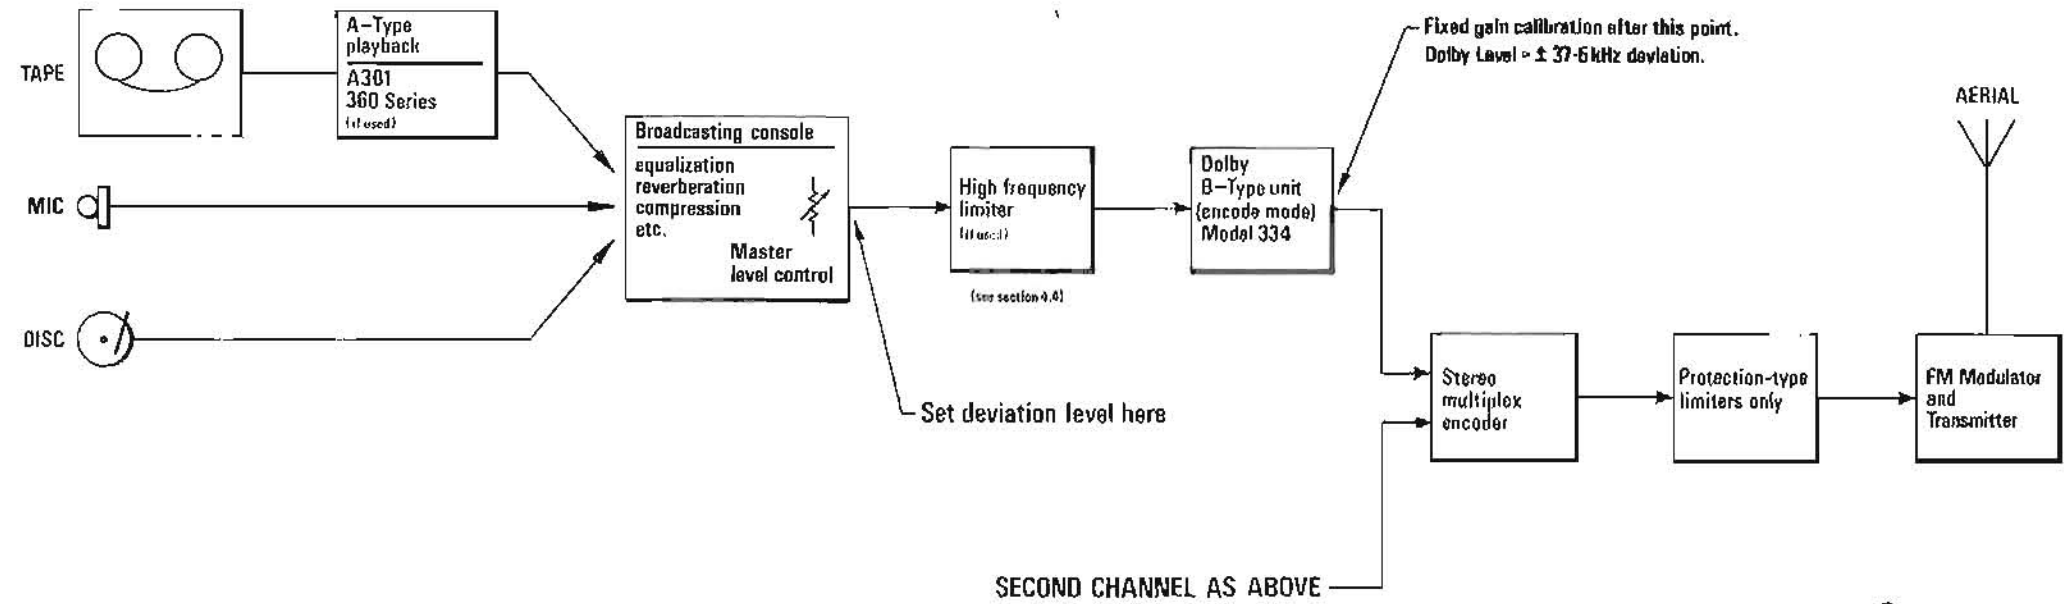 TAPE
A-Type
playback
A301
360 Series
(if used)
MIC
DISC
Broadcasting console
equalization
reverberation
compression
etc.
Master
level control
Set deviation level here
High frequency
limiter
(if used)
(see section 4.4)
Dolby
B-Type unit
(encode mode)
Model 334
Fixed gain calibration after this point.
Dolby Level = ± 37·5 kHz deviation.
SECOND CHANNEL AS ABOVE
Stereo
multiplex
encoder
Protection-type
limiters only
FM Modulator
and
Transmitter
AERIAL